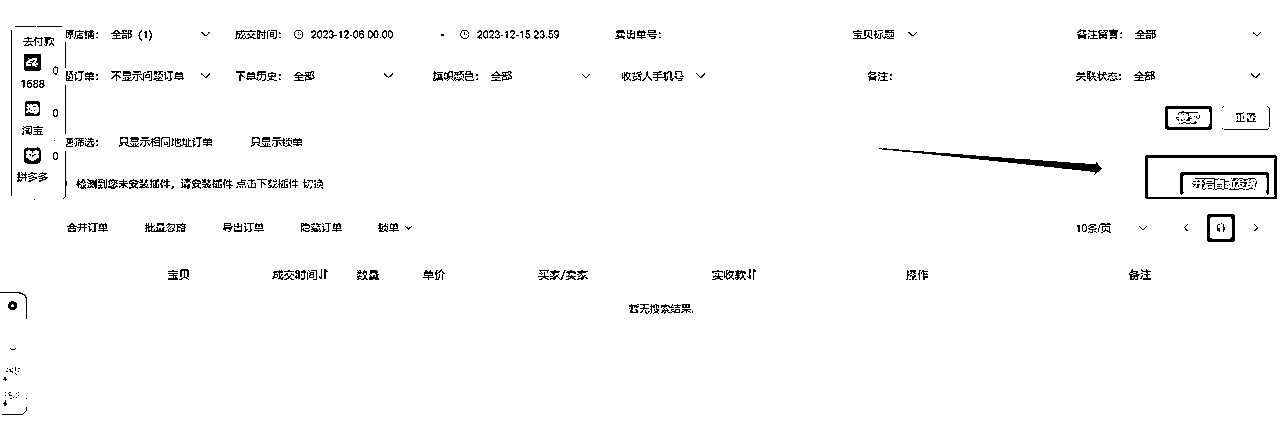 去付款
1688
0
淘宝
0
拼多多
0
店铺： 全部（1） 成交时间： 2023-12-06 00:00 - 2023-12-15 23:59 卖出单号： 宝贝标题 备注留言： 全部
订单： 不显示问题订单 下单历史： 全部 旗帜颜色： 全部 收货人手机号 备注： 关联状态： 全部
搜索 重置
筛选： 只显示相同地址订单 只显示锁单
检测到您未安装插件，请安装插件 点击下载插件 切换
开启自动发货
合并订单 批量忽略 导出订单 隐藏订单 锁单 10条/页
宝贝 成交时间 数量 单价 买家/卖家 实收款 操作 备注
暂无搜索结果.